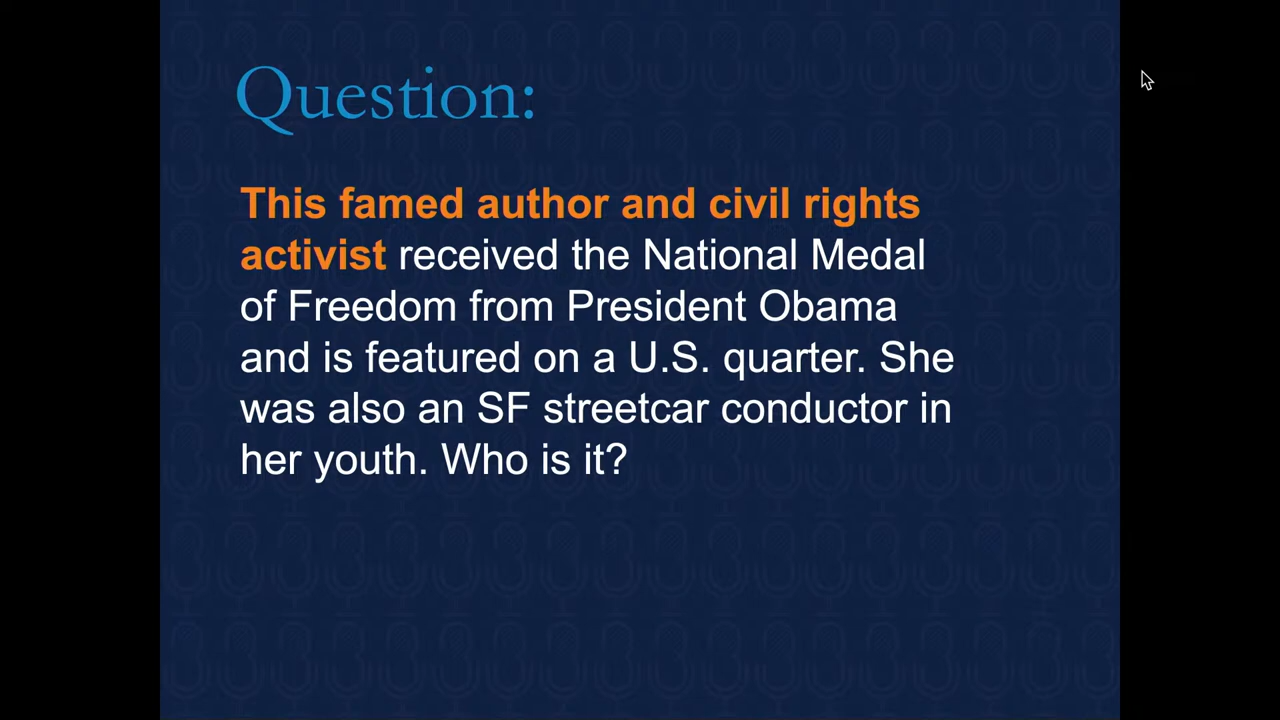 Question:
This famed author and civil rights
activist received the National Medal
of Freedom from President Obama
and is featured on a U.S. quarter. She
was also an SF streetcar conductor in
her youth. Who is it?